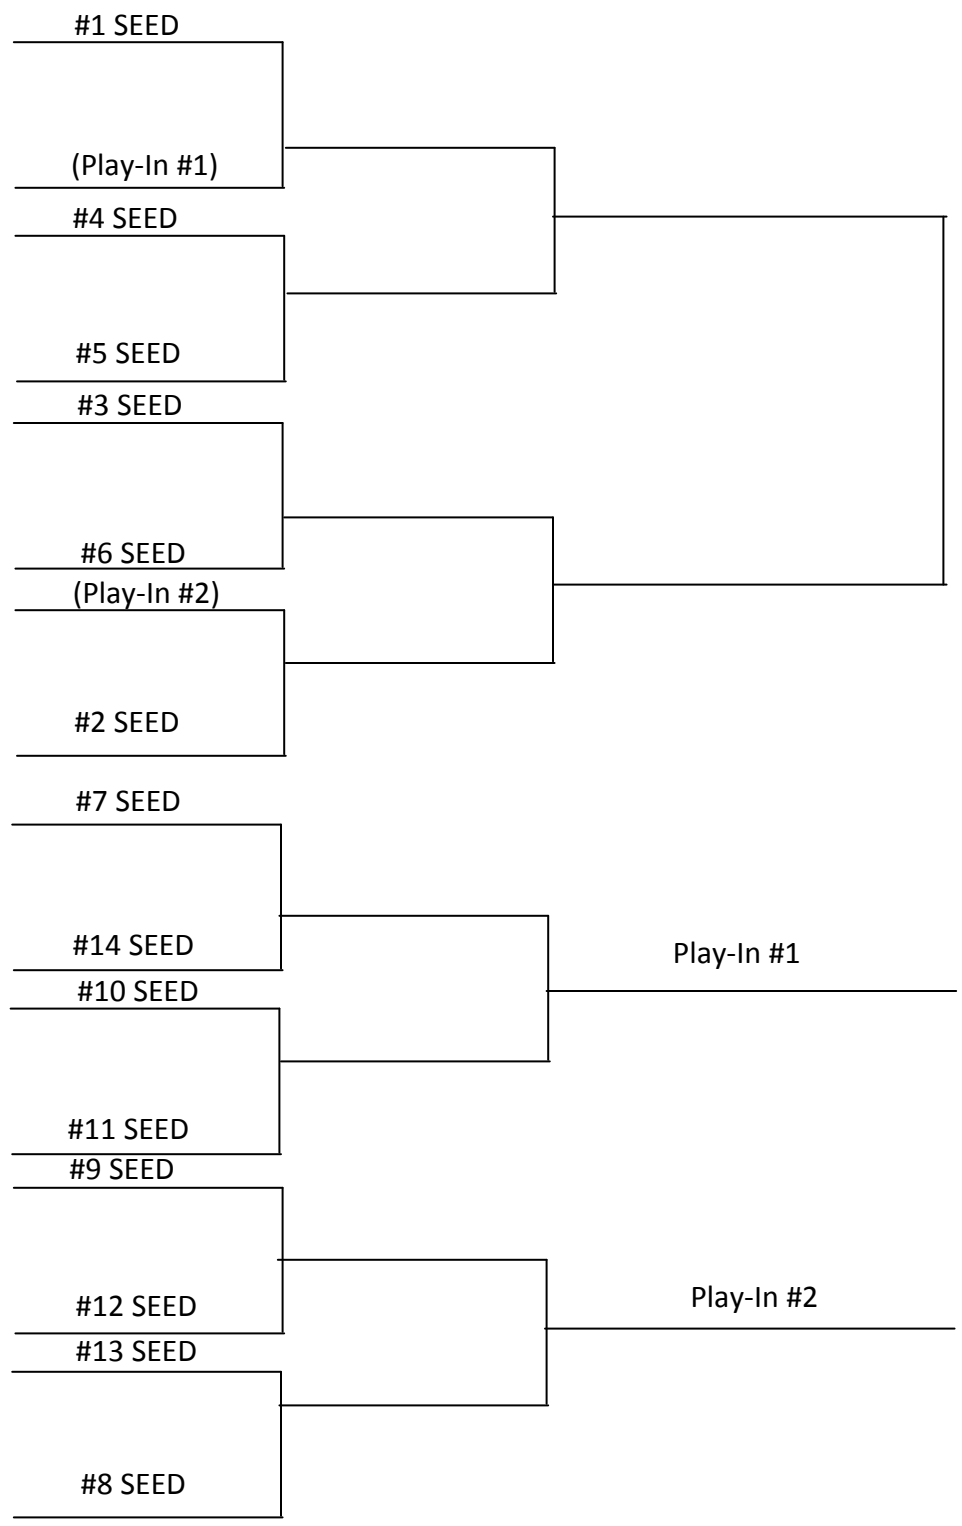 #1 SEED
(Play-In #1)
#4 SEED
#5 SEED
#3 SEED
#6 SEED
(Play-In #2)
#2 SEED
#7 SEED
#14 SEED
Play-In #1
#10 SEED
#11 SEED
#9 SEED
#12 SEED
Play-In #2
#13 SEED
#8 SEED